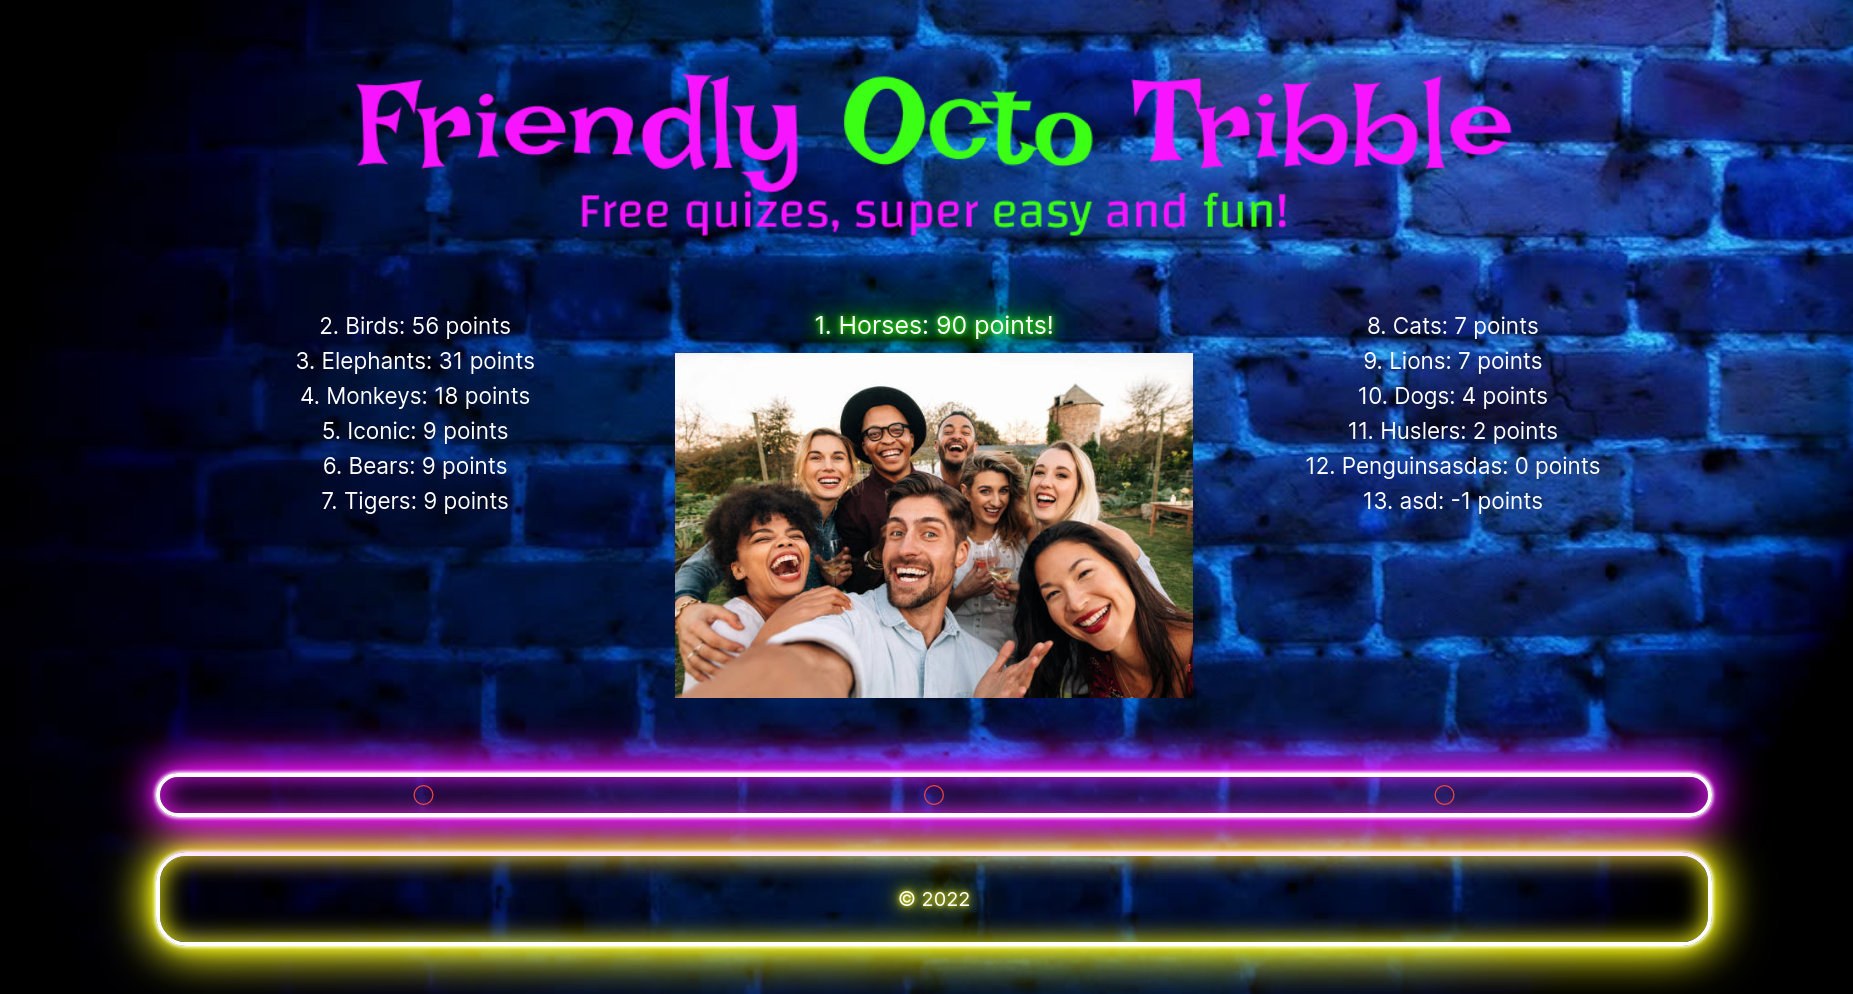 Friendly Octo Tribble
Free quizes, super easy and fun!
1. Horses: 90 points!
2. Birds: 56 points
3. Elephants: 31 points
4. Monkeys: 18 points
5. Iconic: 9 points
6. Bears: 9 points
7. Tigers: 9 points
8. Cats: 7 points
9. Lions: 7 points
10. Dogs: 4 points
11. Huslers: 2 points
12. Penguinsasdas: 0 points
13. asd: -1 points
© 2022